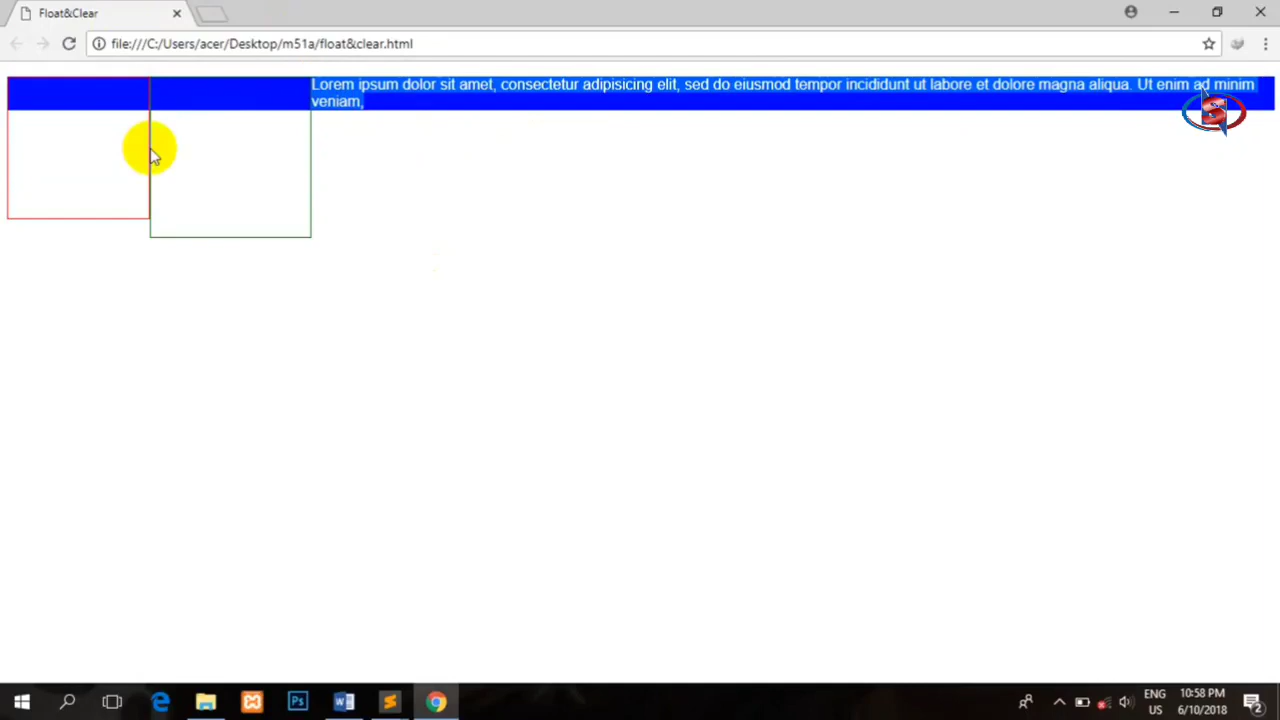 Float&Clear
file:///C:/Users/acer/Desktop/m51a/float&clear.html
Lorem ipsum dolor sit amet, consectetur adipisicing elit, sed do eiusmod tempor incididunt ut labore et dolore magna aliqua. Ut enim ad minim
veniam,
ENG
US
10:58 PM
6/10/2018
2